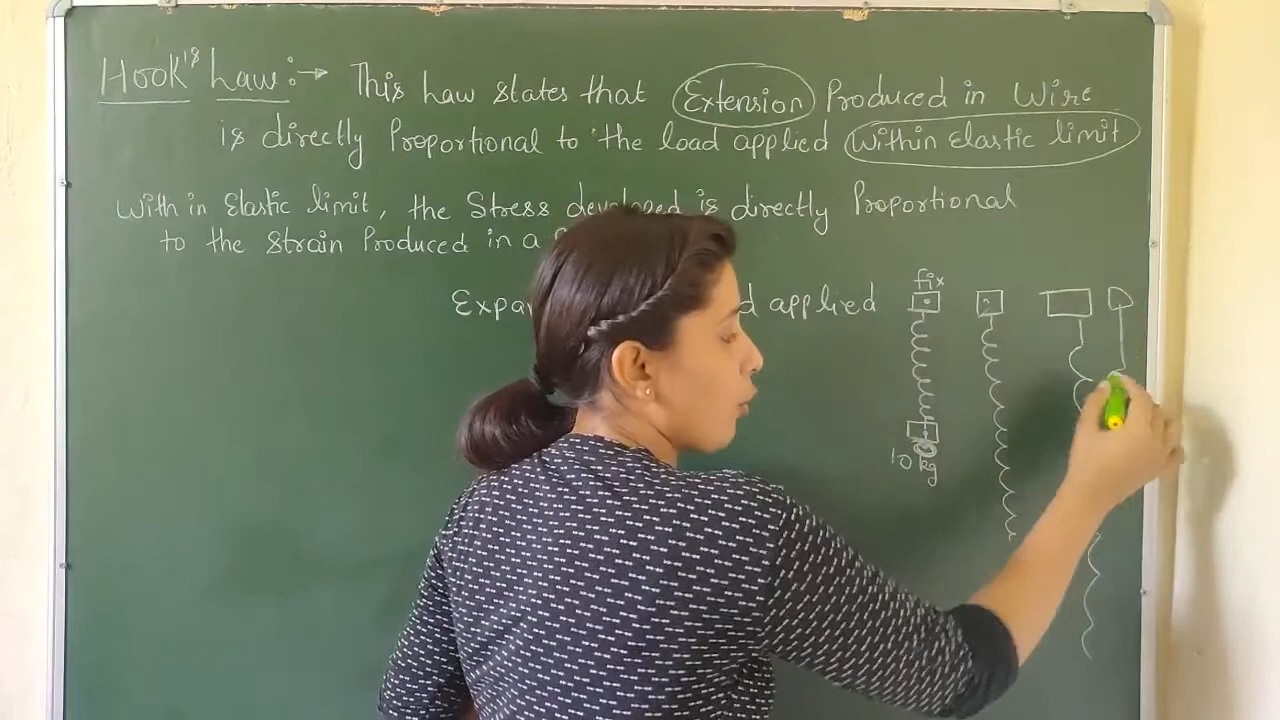 Hook's Law:→ This Law states that Extension Produced in Wire
is directly Proportional to the load applied Within Elastic limit
With in Elastic limit, the Stress developed is directly Proportional
to the Strain Produced in a
applied
fix
10 kg